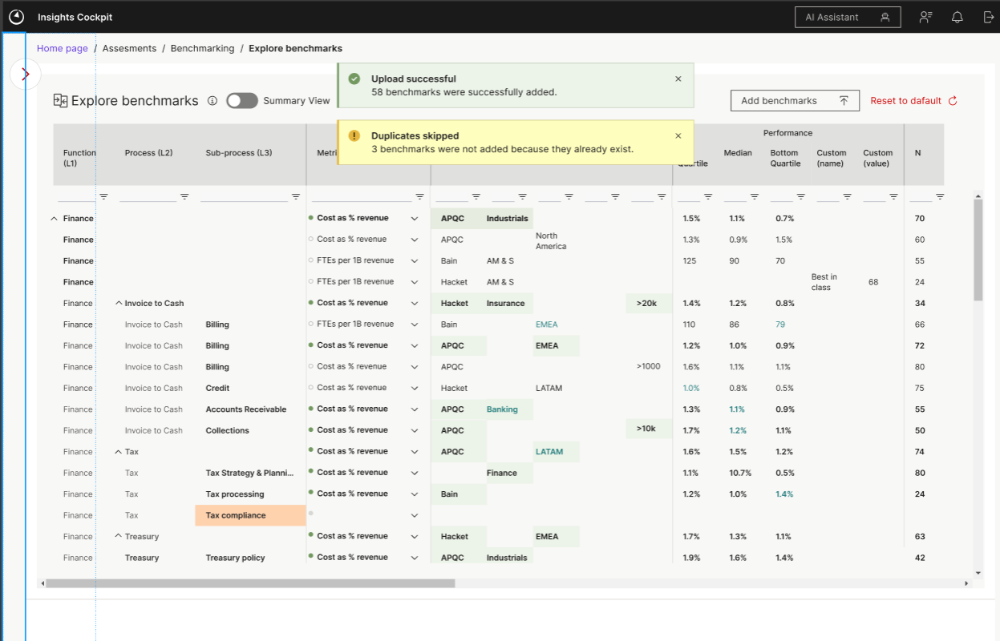 Insights Cockpit
AI Assistant
Home page / Assesments / Benchmarking / Explore benchmarks
Upload successful
58 benchmarks were successfully added.
Explore benchmarks Summary View
Add benchmarks Reset to dafault
Duplicates skipped
3 benchmarks were not added because they already exist.
Performance
Function (L1) Process (L2) Sub-process (L3) Median Bottom Quartile Custom (name) Custom (value) N
Finance Cost as % revenue APQC Industrials 1.5% 1.1% 0.7% 70
Finance Cost as % revenue APQC North America 1.3% 0.9% 1.5% 60
Finance FTEs per 1B revenue Bain AM & S 125 90 70 55
Finance FTEs per 1B revenue Hacket AM & S Best in class 68 24
Finance Invoice to Cash Cost as % revenue Hacket Insurance >20k 1.4% 1.2% 0.8% 34
Finance Invoice to Cash Billing FTEs per 1B revenue Bain EMEA 110 86 79 66
Finance Invoice to Cash Billing Cost as % revenue APQC EMEA 1.2% 1.0% 0.9% 72
Finance Invoice to Cash Billing Cost as % revenue APQC >1000 1.6% 1.1% 1.1% 80
Finance Invoice to Cash Credit Cost as % revenue Hacket LATAM 1.0% 0.8% 0.5% 75
Finance Invoice to Cash Accounts Receivable Cost as % revenue APQC Banking 1.3% 1.1% 0.9% 55
Finance Invoice to Cash Collections Cost as % revenue APQC >10k 1.7% 1.2% 1.1% 50
Finance Tax Cost as % revenue APQC LATAM 1.6% 1.5% 1.2% 74
Finance Tax Tax Strategy & Planni... Cost as % revenue Finance 1.1% 10.7% 0.5% 80
Finance Tax Tax processing Cost as % revenue Bain 1.2% 1.0% 1.4% 24
Finance Tax Tax compliance
Finance Treasury Cost as % revenue Hacket EMEA 1.7% 1.3% 1.1% 63
Finance Treasury Treasury policy Cost as % revenue APQC Industrials 1.9% 1.6% 1.4% 42